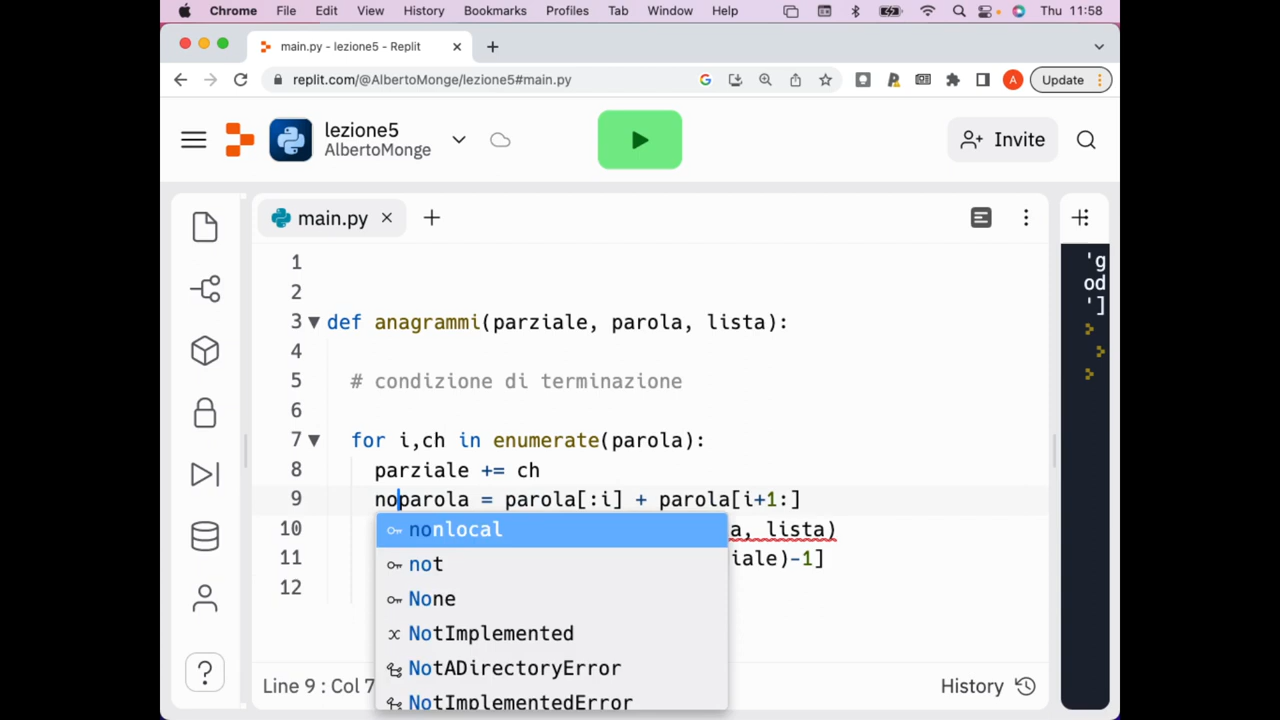 Chrome File Edit View History Bookmarks Profiles Tab Window Help Thu 11:58
main.py - lezione5 - Replit
replit.com/@AlbertoMonge/lezione5#main.py
A
Update
lezione5
AlbertoMonge
Invite
main.py
1
2
3 def anagrammi(parziale, parola, lista):
4
5 # condizione di terminazione
6
7 for i,ch in enumerate(parola):
8 parziale += ch
9 noparola = parola[:i] + parola[i+1:]
10 a, lista)
11 iale)-1]
12
nonlocal
not
None
NotImplemented
NotADirectoryError
NotImplementedError
'g
od
']
Line 9 : Col 7
History